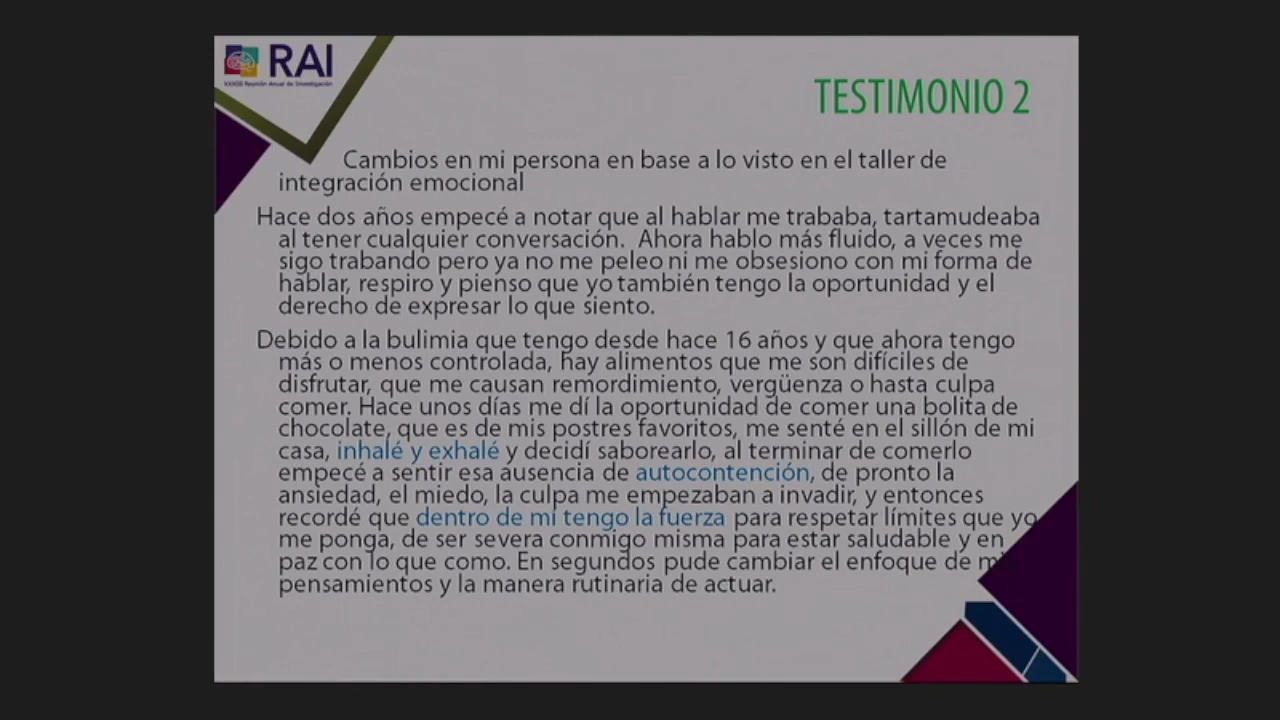 RAI
XXXIII Reunión Anual de Investigación
TESTIMONIO 2
Cambios en mi persona en base a lo visto en el taller de
integración emocional
Hace dos años empecé a notar que al hablar me trababa, tartamudeaba
al tener cualquier conversación. Ahora hablo más fluido, a veces me
sigo trabando pero ya no me peleo ni me obsesiono con mi forma de
hablar, respiro y pienso que yo también tengo la oportunidad y el
derecho de expresar lo que siento.
Debido a la bulimia que tengo desde hace 16 años y que ahora tengo
más o menos controlada, hay alimentos que me son difíciles de
disfrutar, que me causan remordimiento, vergüenza o hasta culpa
comer. Hace unos días me dí la oportunidad de comer una bolita de
chocolate, que es de mis postres favoritos, me senté en el sillón de mi
casa, inhalé y exhalé y decidí saborearlo, al terminar de comerlo
empecé a sentir esa ausencia de autocontención, de pronto la
ansiedad, el miedo, la culpa me empezaban a invadir, y entonces
recordé que dentro de mí tengo la fuerza para respetar límites que yo
me ponga, de ser severa conmigo misma para estar saludable y en
paz con lo que como. En segundos pude cambiar el enfoque de mis
pensamientos y la manera rutinaria de actuar.